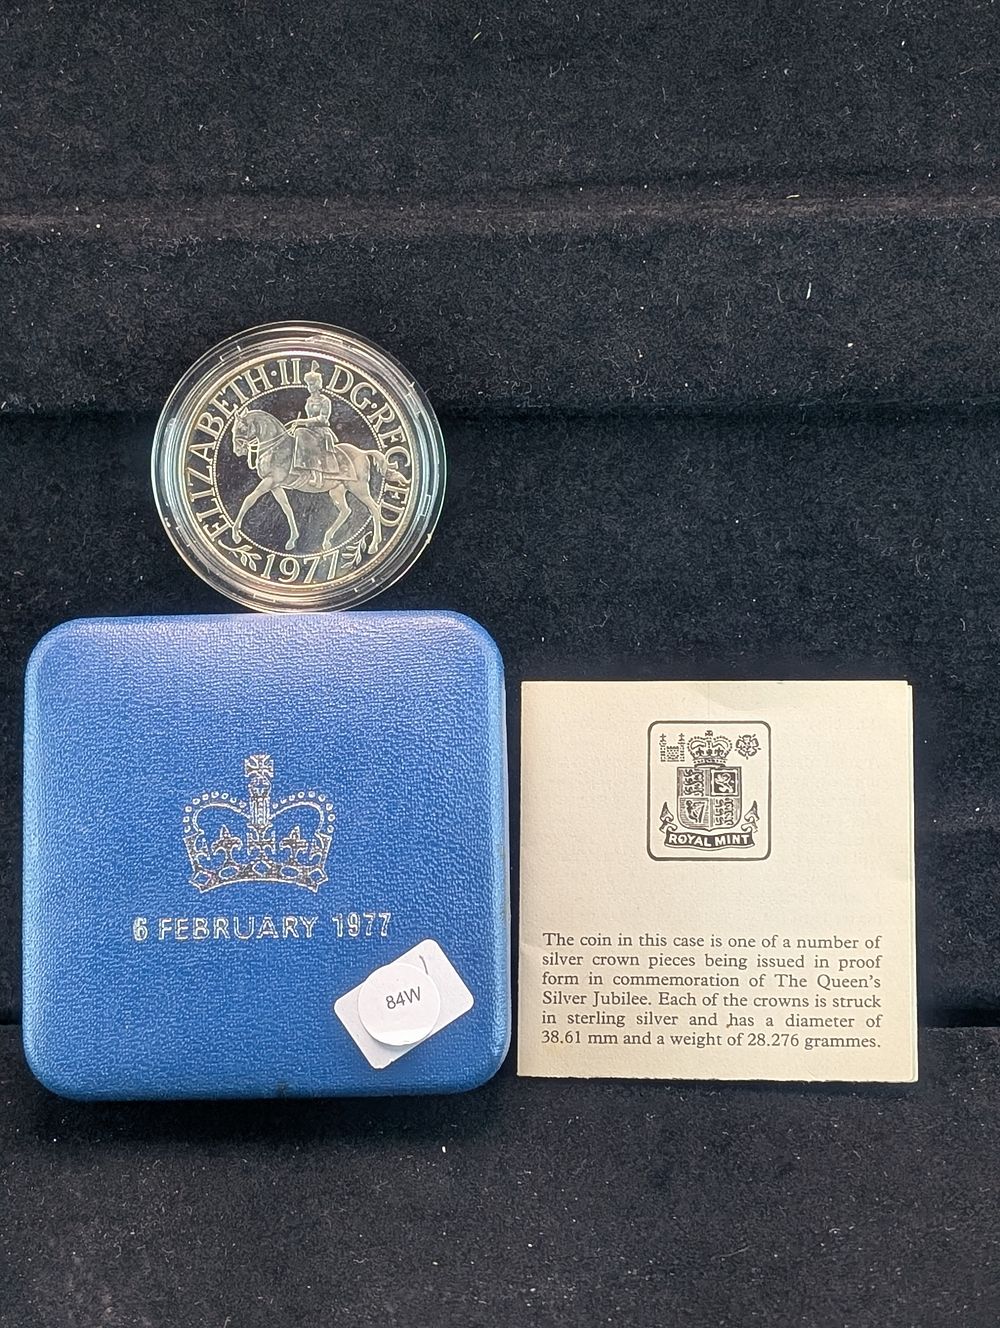 ELIZABETH·II DG·REG FD
1977
6 FEBRUARY 1977
84W
ROYAL MINT
The coin in this case is one of a number of
silver crown pieces being issued in proof
form in commemoration of The Queen's
Silver Jubilee. Each of the crowns is struck
in sterling silver and has a diameter of
38.61 mm and a weight of 28.276 grammes.